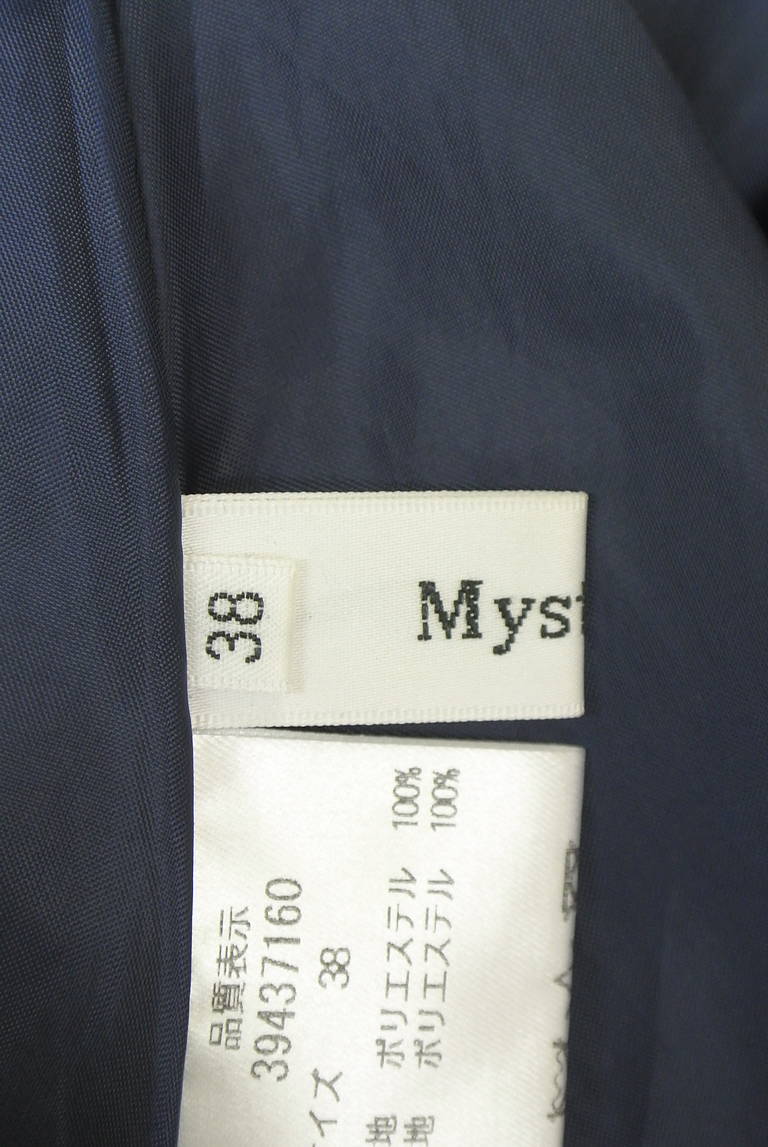 38
Myst
品質表示
39437160
イズ 38
地 ポリエステル 100%
地 ポリエステル 100%